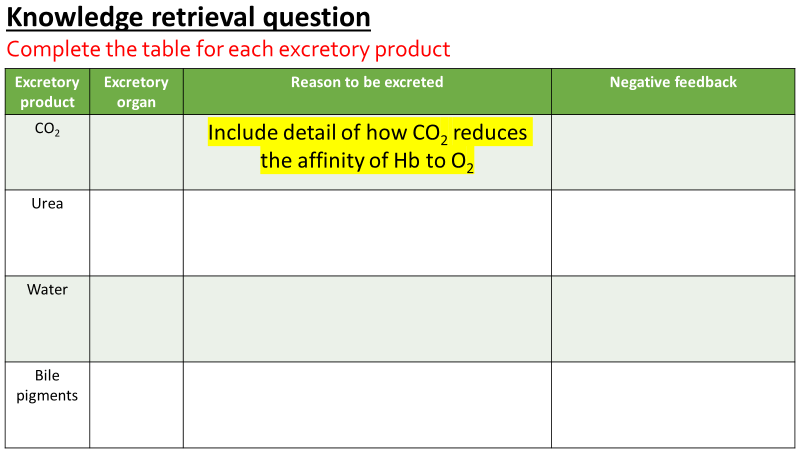 Knowledge retrieval question
Complete the table for each excretory product
Excretory product
Excretory organ
Reason to be excreted
Negative feedback
CO₂
Include detail of how CO₂ reduces
the affinity of Hb to O₂
Urea
Water
Bile
pigments